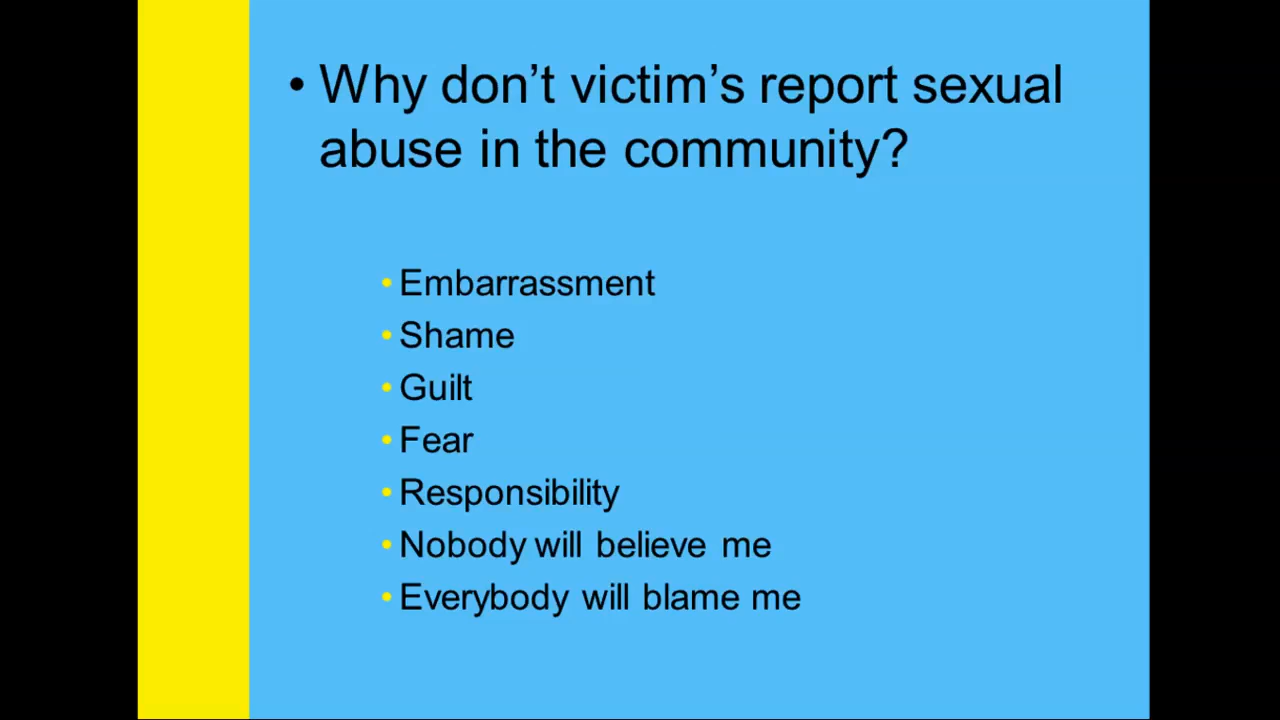 • Why don’t victim’s report sexual
abuse in the community?
• Embarrassment
• Shame
• Guilt
• Fear
• Responsibility
• Nobody will believe me
• Everybody will blame me